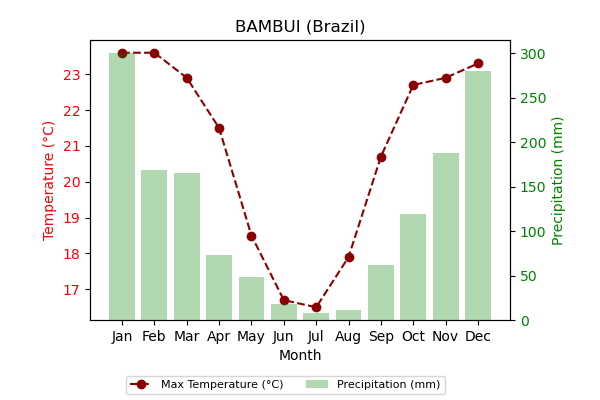 BAMBUI (Brazil)
23
22
21
20
19
18
17
Temperature (°C)
300
250
200
150
100
50
0
Precipitation (mm)
Jan Feb Mar Apr May Jun Jul Aug Sep Oct Nov Dec
Month
Max Temperature (°C) Precipitation (mm)